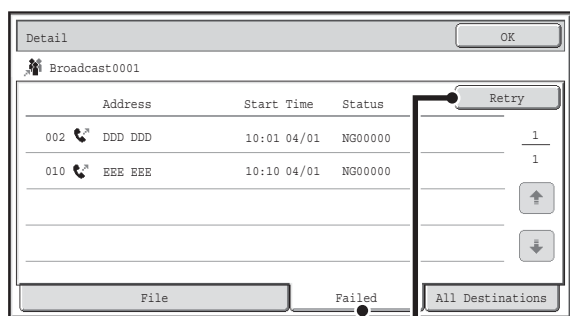 Detail OK
Broadcast0001
Address Start Time Status Retry
002 DDD DDD 10:01 04/01 NG00000 1
1
010 EEE EEE 10:10 04/01 NG00000
File Failed All Destinations